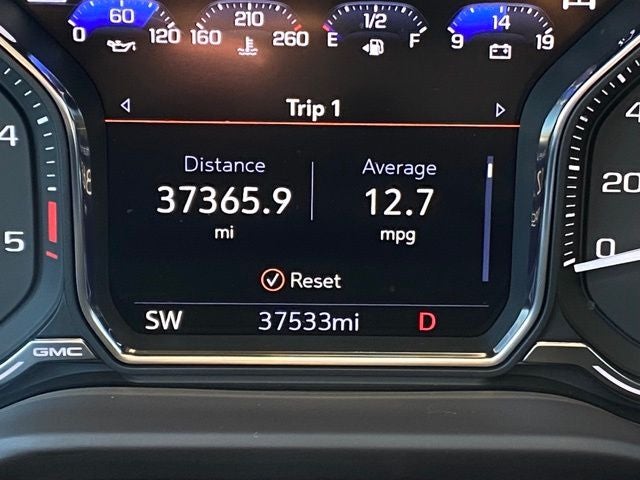 60 210 1/2 14
0 120 160 260 E F 9 19
Trip 1
Distance Average
37365.9 12.7
mi mpg
Reset
SW 37533mi D
GMC
4
5
4
20
0